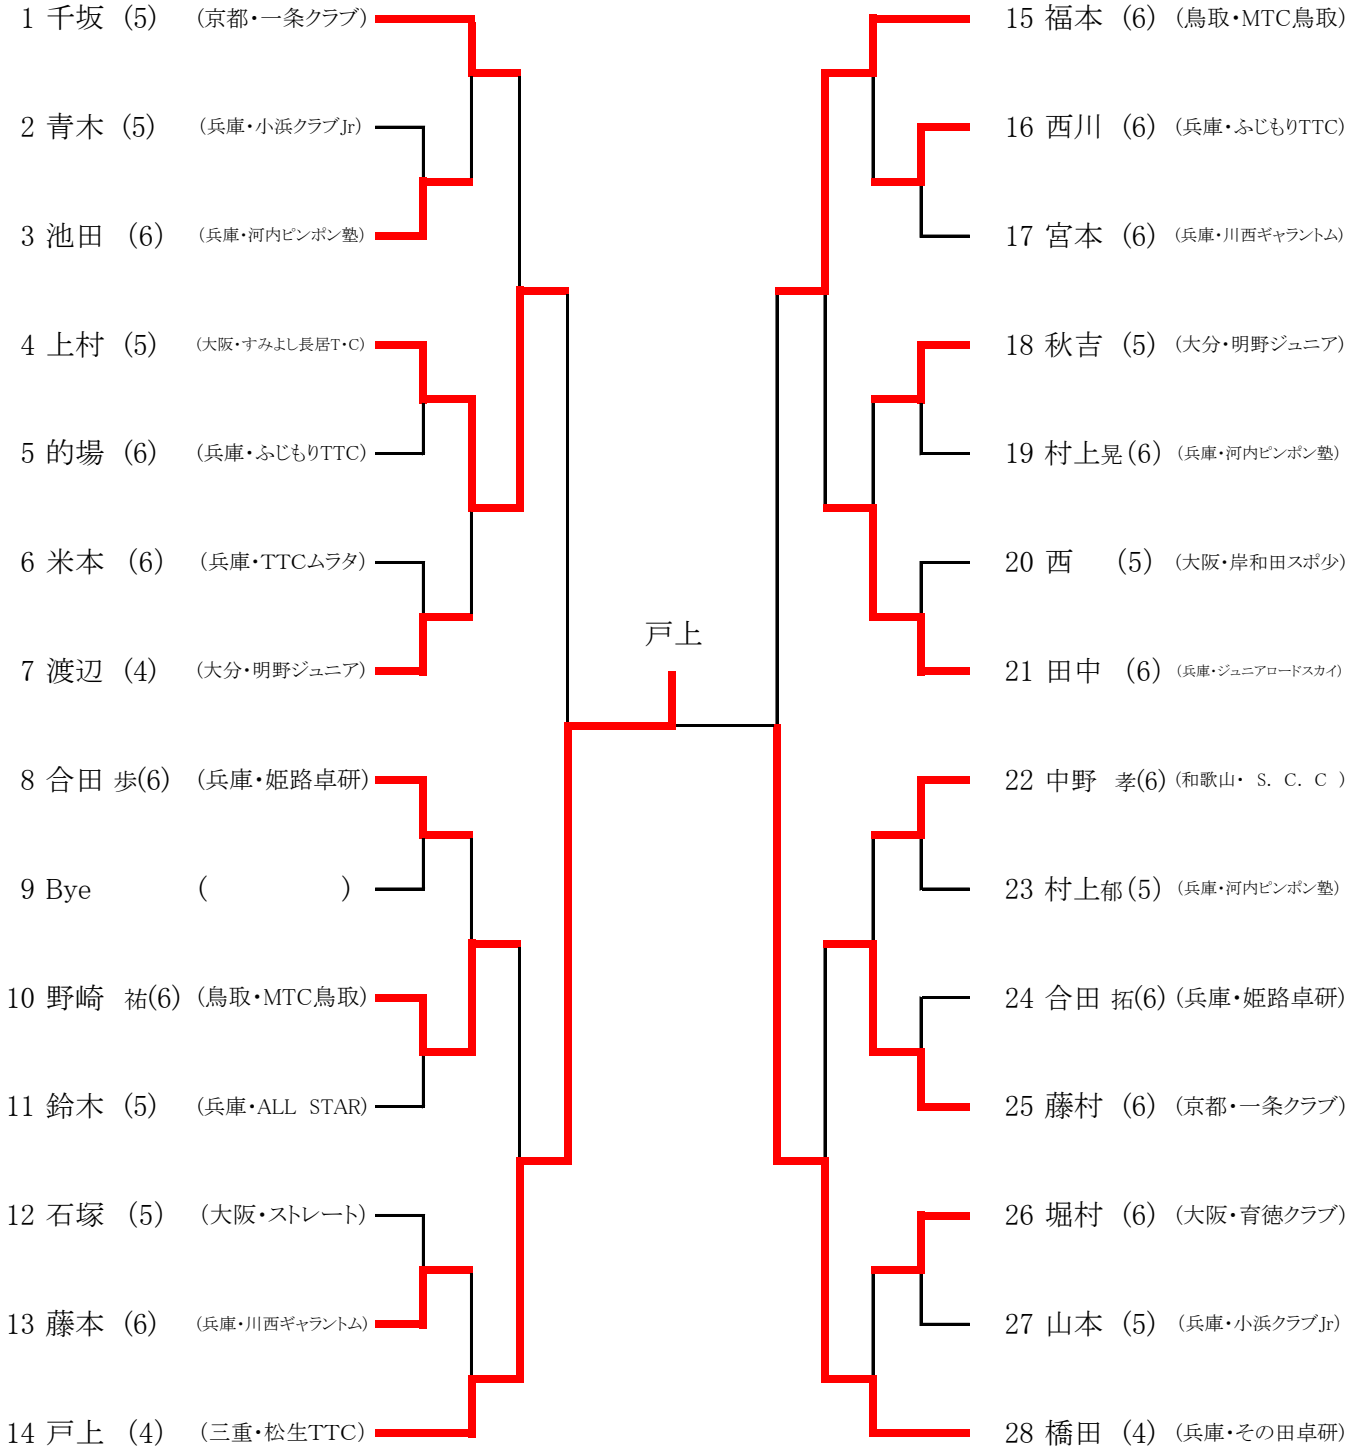 1 千坂 (5) (京都・一条クラブ)
2 青木 (5) (兵庫・小浜クラブJr)
3 池田 (6) (兵庫・河内ピンポン塾)
4 上村 (5) (大阪・すみよし長居T・C)
5 的場 (6) (兵庫・ふじもりTTC)
6 米本 (6) (兵庫・TTCムラタ)
7 渡辺 (4) (大分・明野ジュニア)
8 合田 歩(6) (兵庫・姫路卓研)
9 Bye ( )
10 野崎 祐(6) (鳥取・MTC鳥取)
11 鈴木 (5) (兵庫・ALL STAR)
12 石塚 (5) (大阪・ストレート)
13 藤本 (6) (兵庫・川西ギャラントム)
14 戸上 (4) (三重・松生TTC)
戸上
15 福本 (6) (鳥取・MTC鳥取)
16 西川 (6) (兵庫・ふじもりTTC)
17 宮本 (6) (兵庫・川西ギャラントム)
18 秋吉 (5) (大分・明野ジュニア)
19 村上晃(6) (兵庫・河内ピンポン塾)
20 西 (5) (大阪・岸和田スポ少)
21 田中 (6) (兵庫・ジュニアロードスカイ)
22 中野 孝(6) (和歌山・ S. C. C )
23 村上郁(5) (兵庫・河内ピンポン塾)
24 合田 拓(6) (兵庫・姫路卓研)
25 藤村 (6) (京都・一条クラブ)
26 堀村 (6) (大阪・育徳クラブ)
27 山本 (5) (兵庫・小浜クラブJr)
28 橋田 (4) (兵庫・その田卓研)